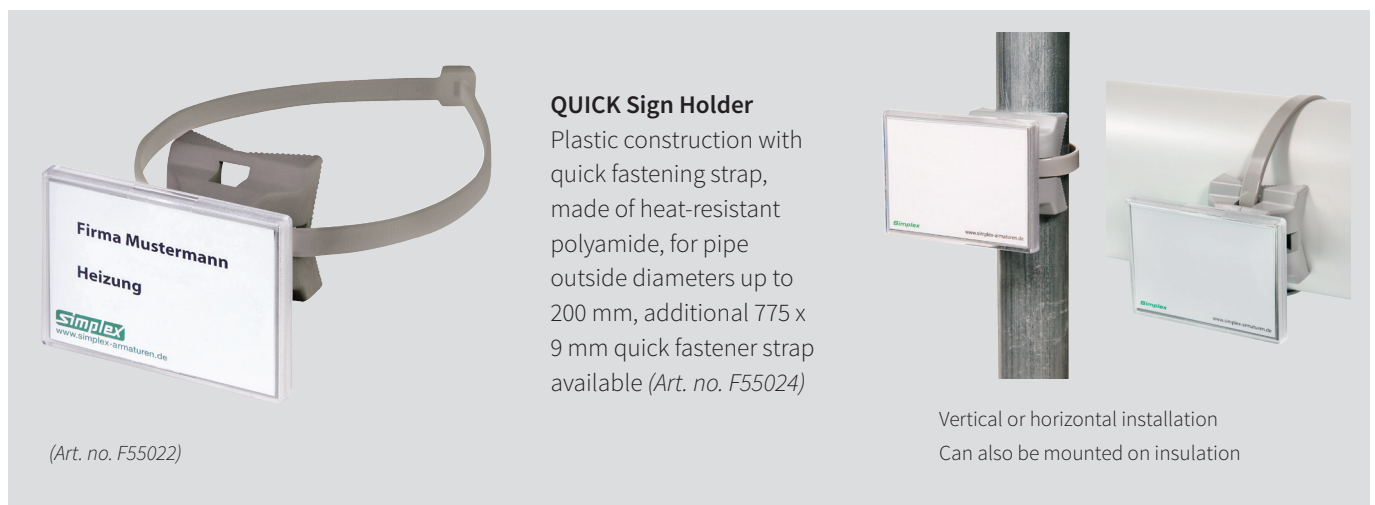 Firma Mustermann
Heizung
simplex
www.simplex-armaturen.de
(Art. no. F55022)
QUICK Sign Holder
Plastic construction with
quick fastening strap,
made of heat-resistant
polyamide, for pipe
outside diameters up to
200 mm, additional 775 x
9 mm quick fastener strap
available (Art. no. F55024)
Simplex
www.simplex-armaturen.de
Simplex
www.simplex-armaturen.de
Vertical or horizontal installation
Can also be mounted on insulation